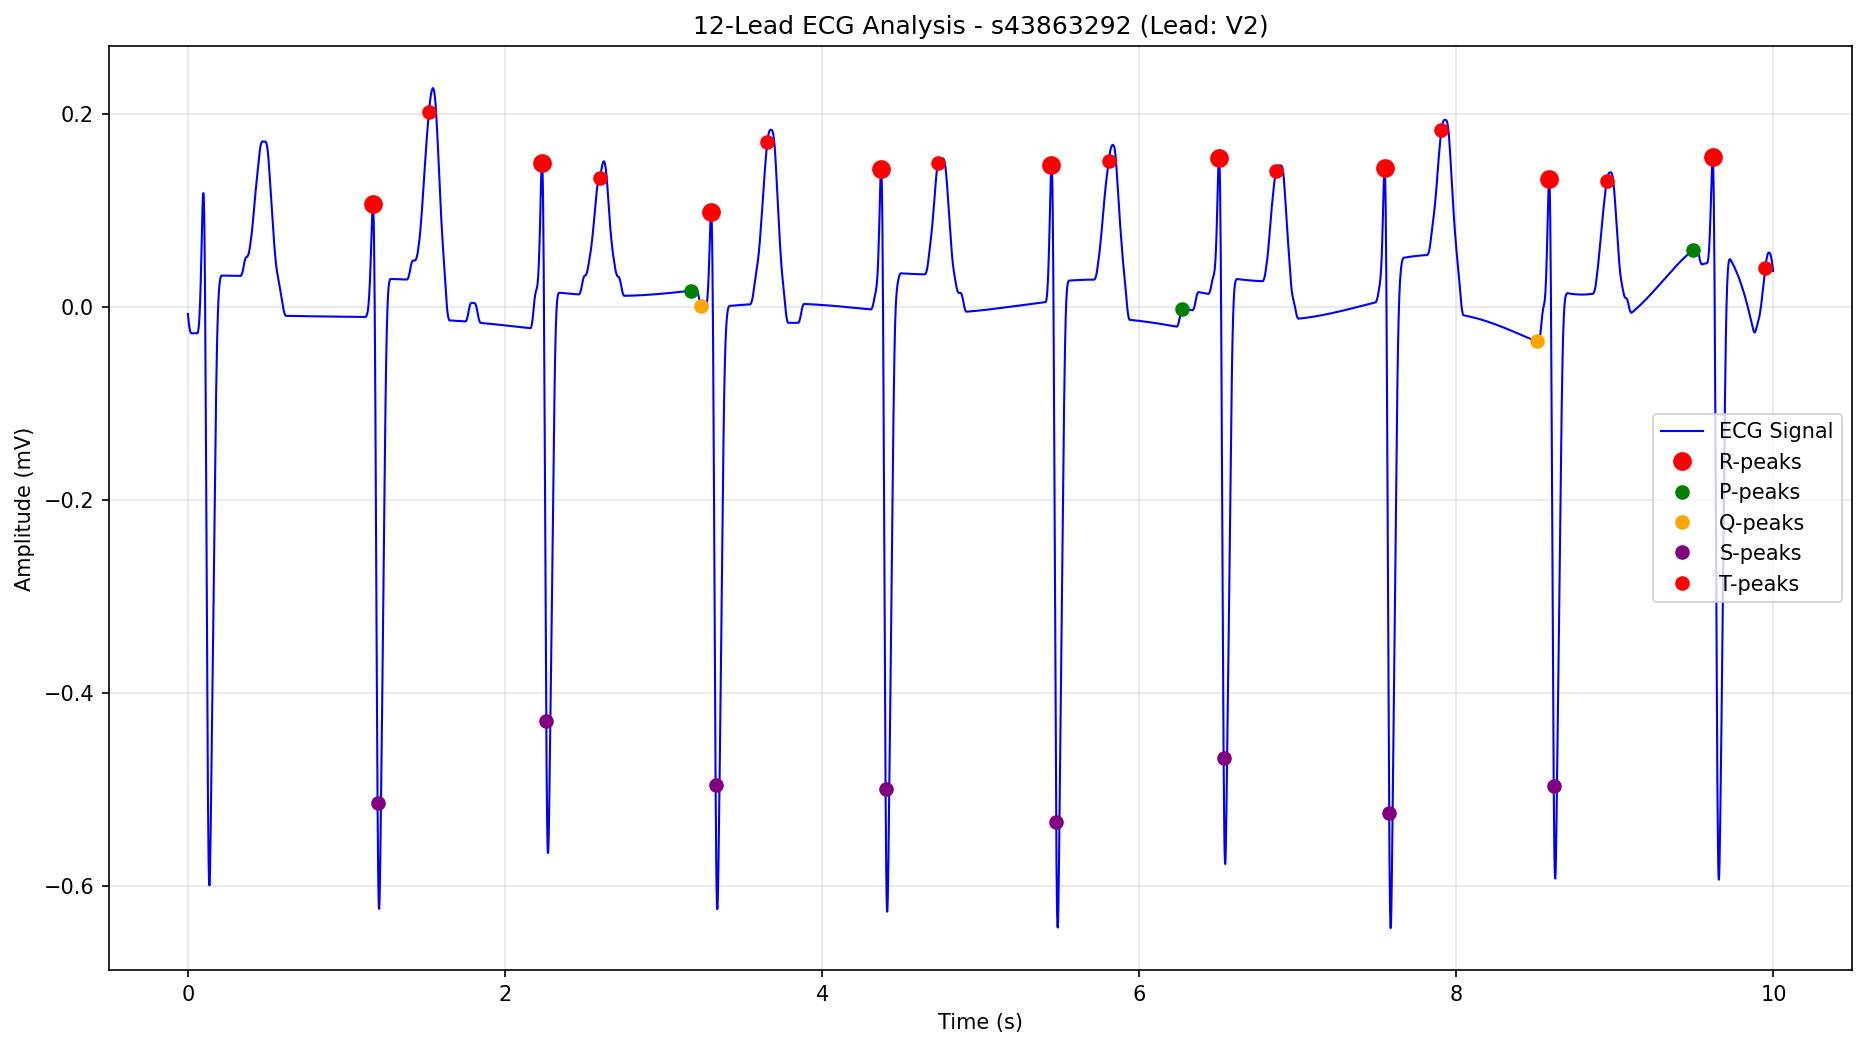 12-Lead ECG Analysis - s43863292 (Lead: V2)
Amplitude (mV)
0.2
0.0
−0.2
−0.4
−0.6
ECG Signal
R-peaks
P-peaks
Q-peaks
S-peaks
T-peaks
0 2 4 6 8 10
Time (s)